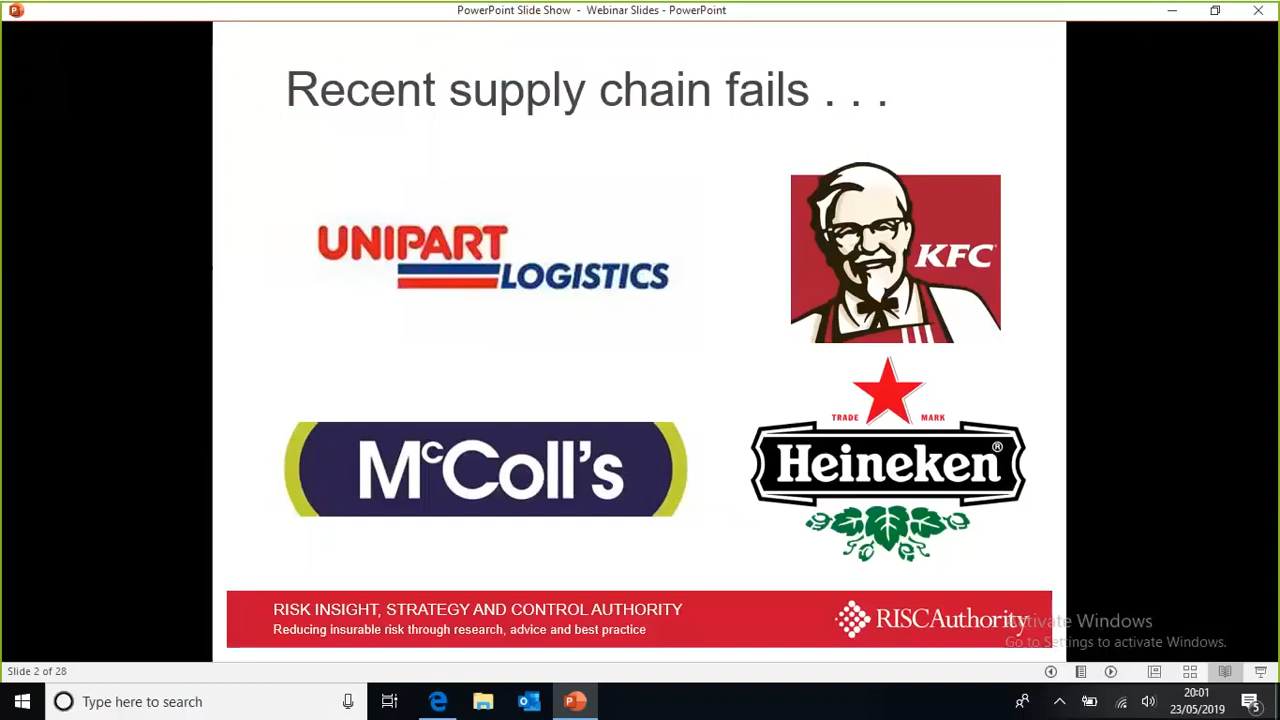 PowerPoint Slide Show - Webinar Slides - PowerPoint
Recent supply chain fails . . .
UNIPART
LOGISTICS
KFC
McColl's
TRADE MARK
Heineken®
RISK INSIGHT, STRATEGY AND CONTROL AUTHORITY
Reducing insurable risk through research, advice and best practice
RISCAuthority
Activate Windows
Go to Settings to activate Windows.
Slide 2 of 28
Type here to search
20:01
23/05/2019
5